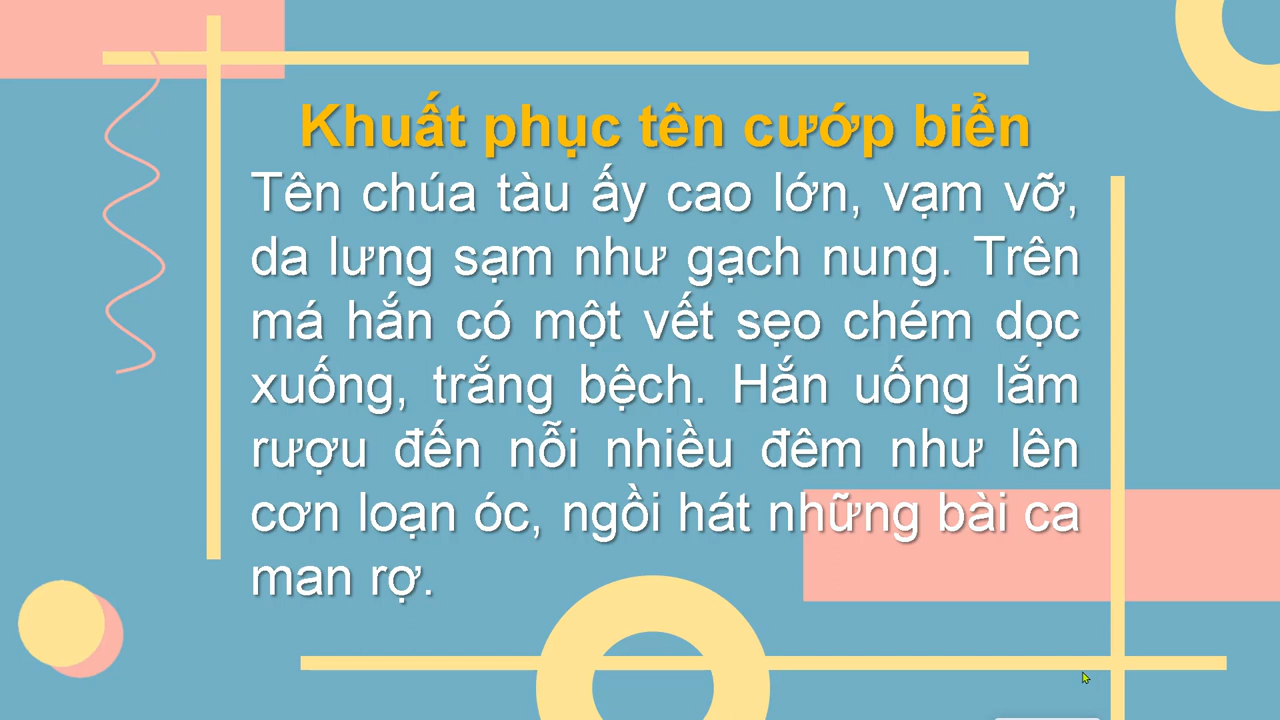 Khuất phục tên cướp biển
Tên chúa tàu ấy cao lớn, vạm vỡ,
da lưng sạm như gạch nung. Trên
má hắn có một vết sẹo chém dọc
xuống, trắng bệch. Hắn uống lắm
rượu đến nỗi nhiều đêm như lên
cơn loạn óc, ngồi hát những bài ca
man rợ.